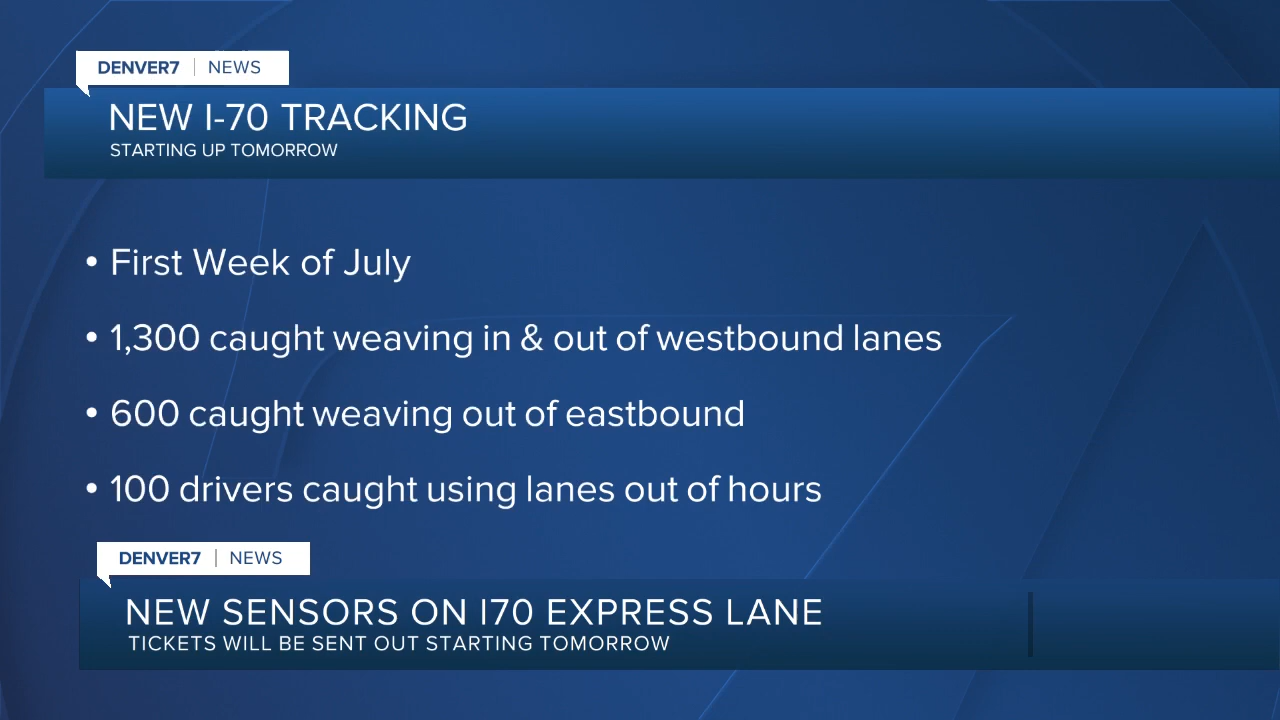 DENVER7 | NEWS
NEW I-70 TRACKING
STARTING UP TOMORROW
• First Week of July
• 1,300 caught weaving in & out of westbound lanes
• 600 caught weaving out of eastbound
• 100 drivers caught using lanes out of hours
DENVER7 | NEWS
NEW SENSORS ON I70 EXPRESS LANE
TICKETS WILL BE SENT OUT STARTING TOMORROW